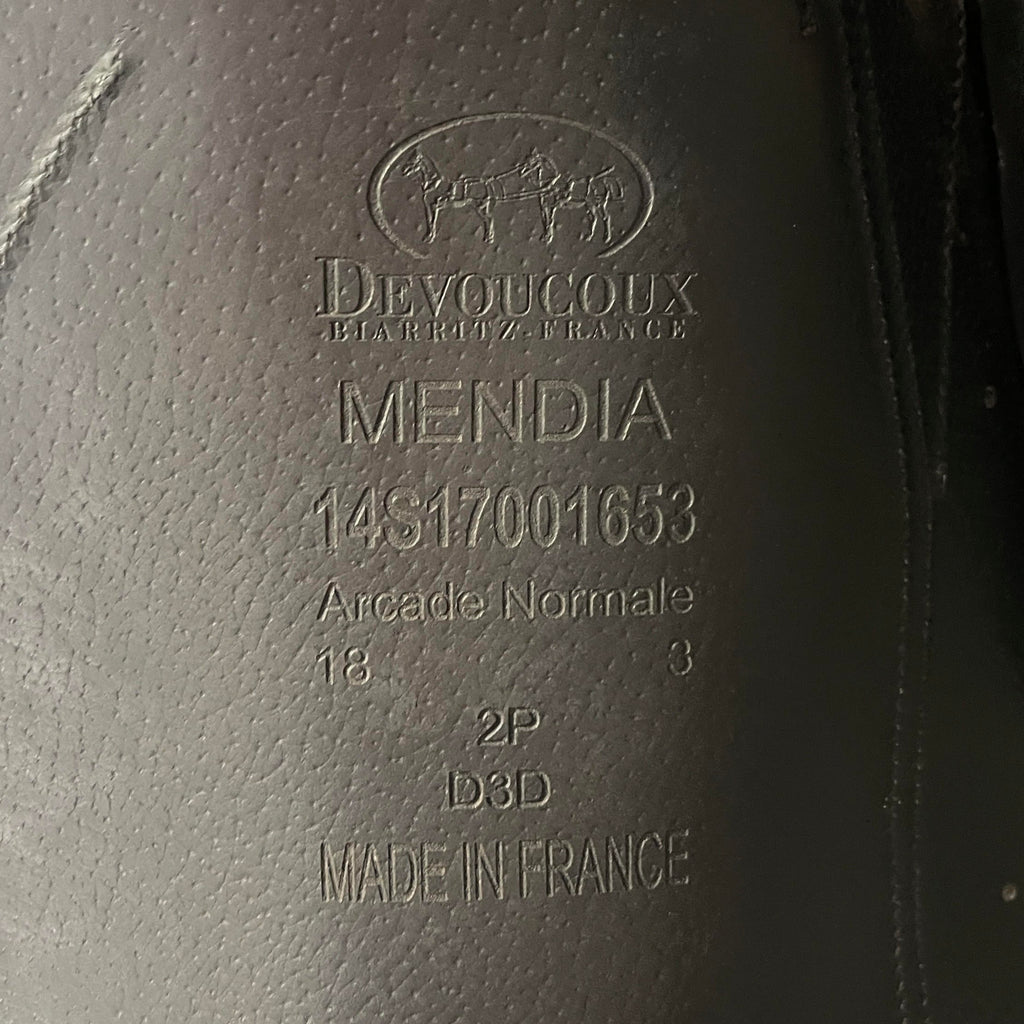 DEVOUCOUX
BIARRITZ-FRANCE
MENDIA
14S17001653
Arcade Normale
18 3
2P
D3D
MADE IN FRANCE